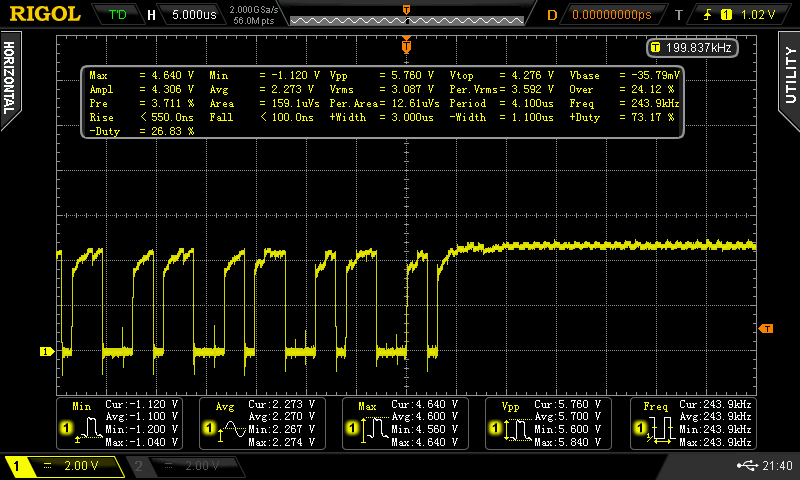 RIGOL T'D H 5.000us 2.000GSa/s 56.0M pts D 0.00000000ps T 1 1.02 V
HORIZONTAL
UTILITY
T 199.837kHz
Max = 4.640 V Min = -1.120 V Vpp = 5.760 V Vtop = 4.276 V Vbase = -35.79mV
Ampl = 4.306 V Avg = 2.273 V Vrms = 3.087 V Per.Vrms= 3.592 V Over = 24.12 %
Pre = 3.711 % Area = 159.1uVs Per.Area= 12.61uVs Period = 4.100us Freq = 243.9kHz
Rise < 550.0ns Fall < 100.0ns +Width = 3.000us -Width = 1.100us +Duty = 73.17 %
-Duty = 26.83 %
T
1
T
Min Cur:-1.120 V
1 Avg:-1.100 V
Min:-1.200 V
Max:-1.040 V
Avg Cur:2.273 V
1 Avg:2.270 V
Min:2.267 V
Max:2.274 V
Max Cur:4.640 V
1 Avg:4.600 V
Min:4.560 V
Max:4.640 V
Vpp Cur:5.760 V
1 Avg:5.700 V
Min:5.600 V
Max:5.840 V
Freq Cur:243.9kHz
1 Avg:243.9kHz
Min:243.9kHz
Max:243.9kHz
1 = 2.00 V 2 = 2.00 V 21:40